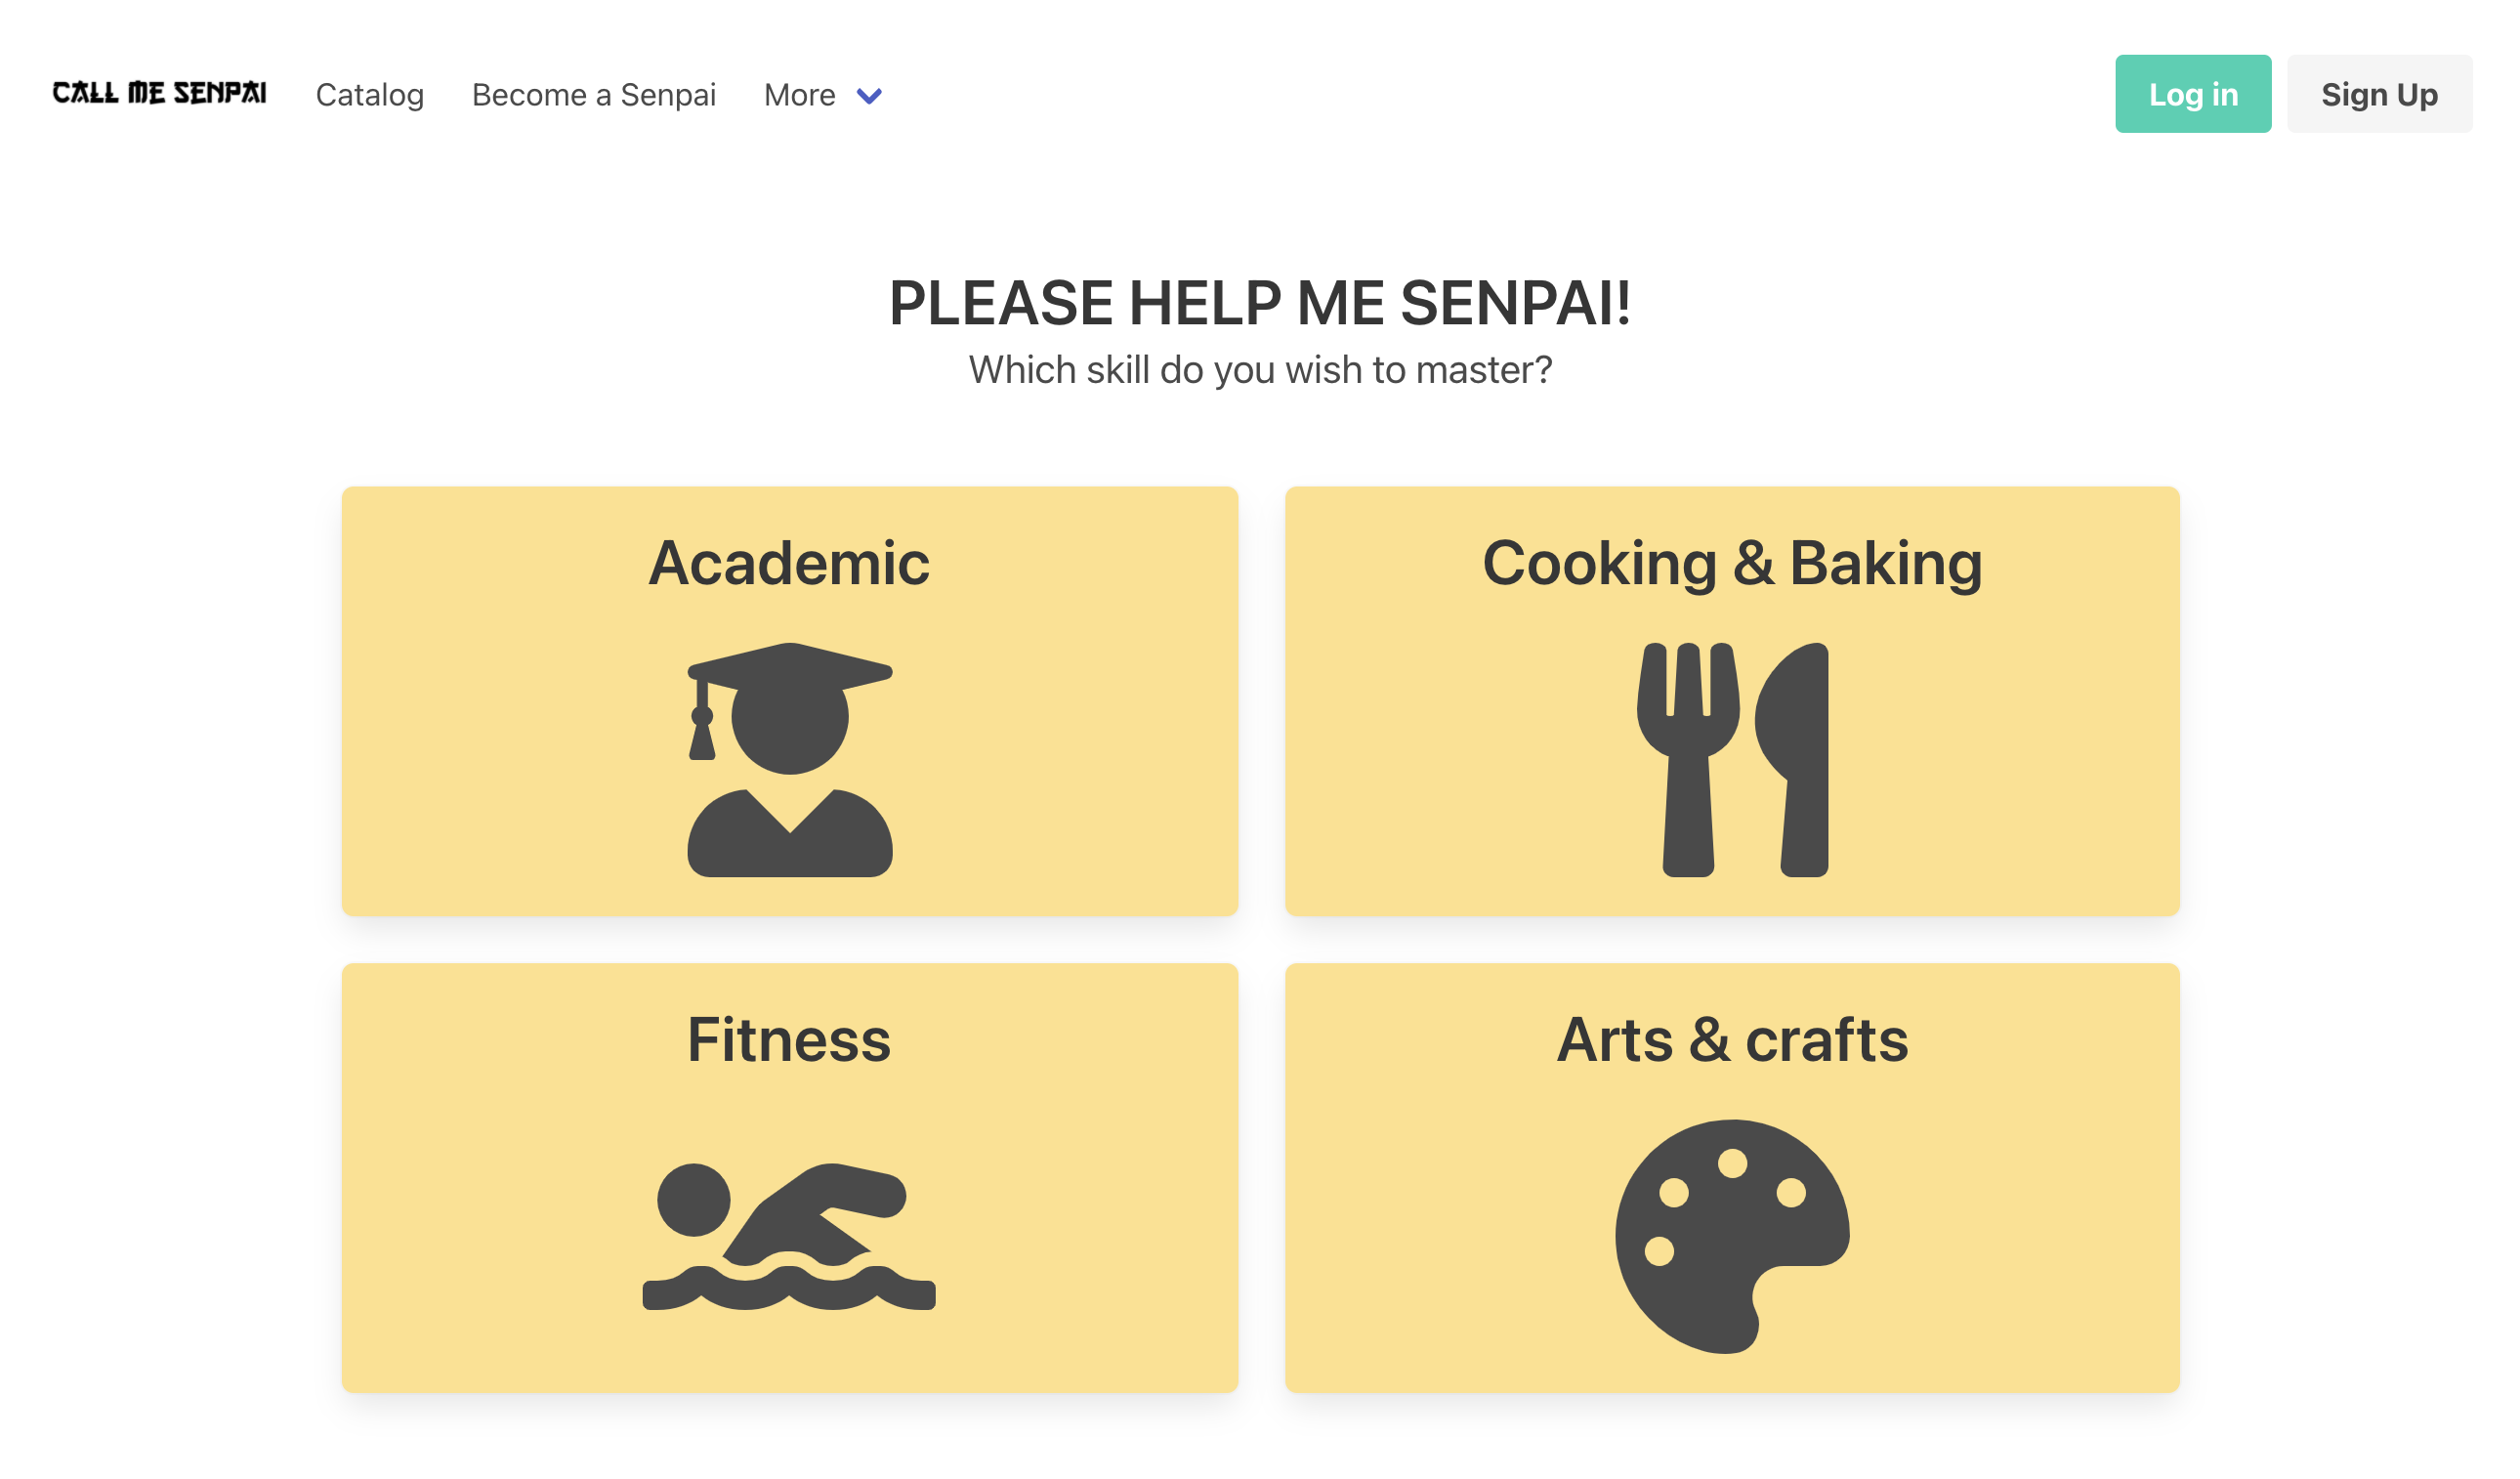 CALL ME SENPAI Catalog Become a Senpai More Log in Sign Up
PLEASE HELP ME SENPAI!
Which skill do you wish to master?
Academic
Cooking & Baking
Fitness
Arts & crafts